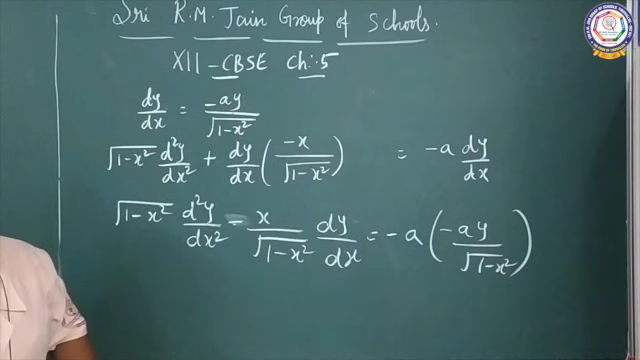 Sri R.M. Jain Group of Schools.
XII - CBSE Ch:-5
dy/dx = -ay/√1-x²
√1-x² d²y/dx² + dy/dx (-x/√1-x²) = -a dy/dx
√1-x² d²y/dx² - x/√1-x² dy/dx = -a (-ay/√1-x²)